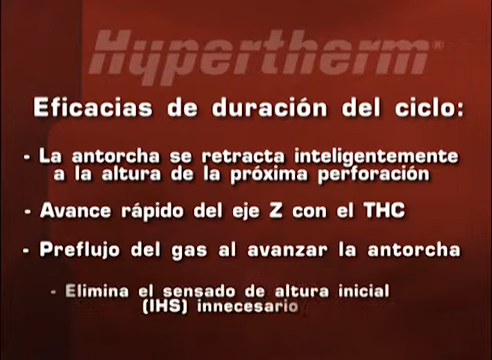 Hypertherm®
Eficacias de duración del ciclo:
- La antorcha se retracta inteligentemente
a la altura de la próxima perforación
- Avance rápido del eje Z con el THC
- Preflujo del gas al avanzar la antorcha
- Elimina el sensado de altura inicial
(IHS) innecesario